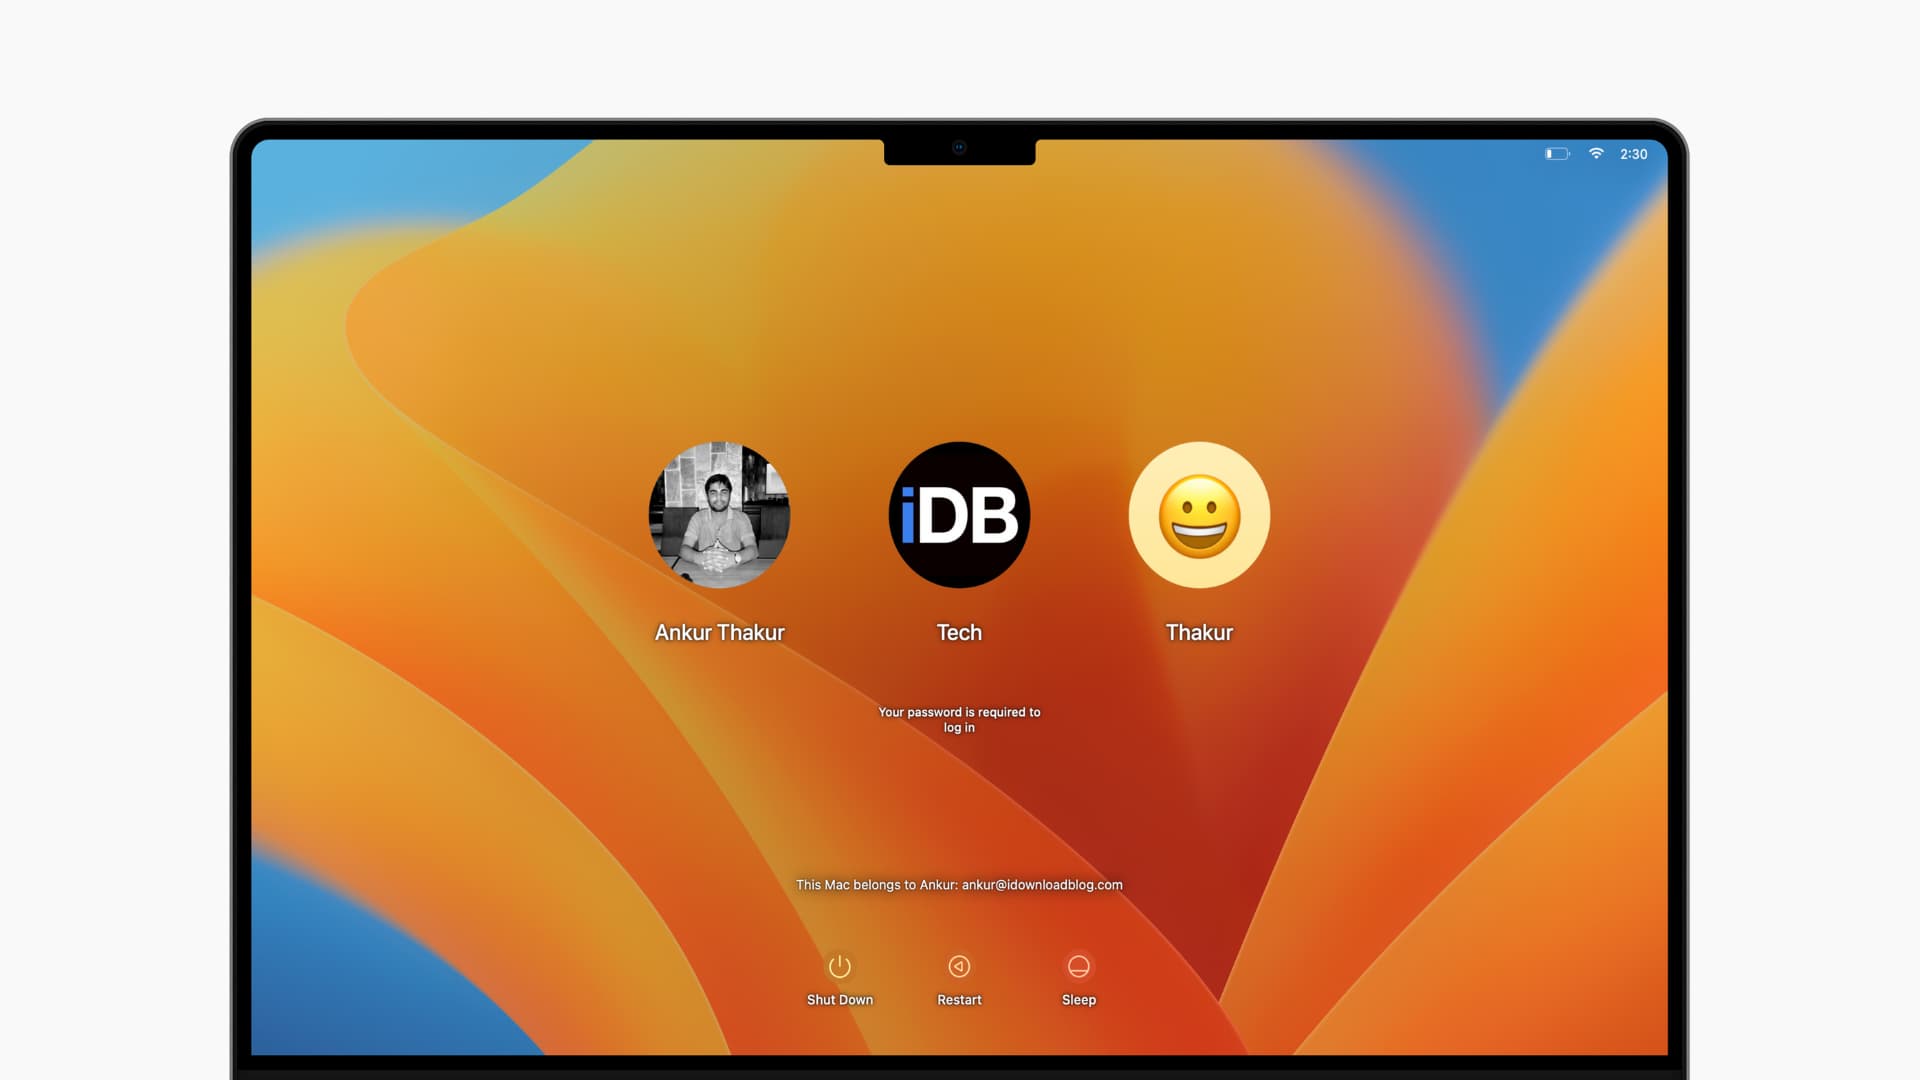 2:30
iDB
Ankur Thakur
Tech
Thakur
Your password is required to
log in
This Mac belongs to Ankur: ankur@idownloadblog.com
Shut Down
Restart
Sleep